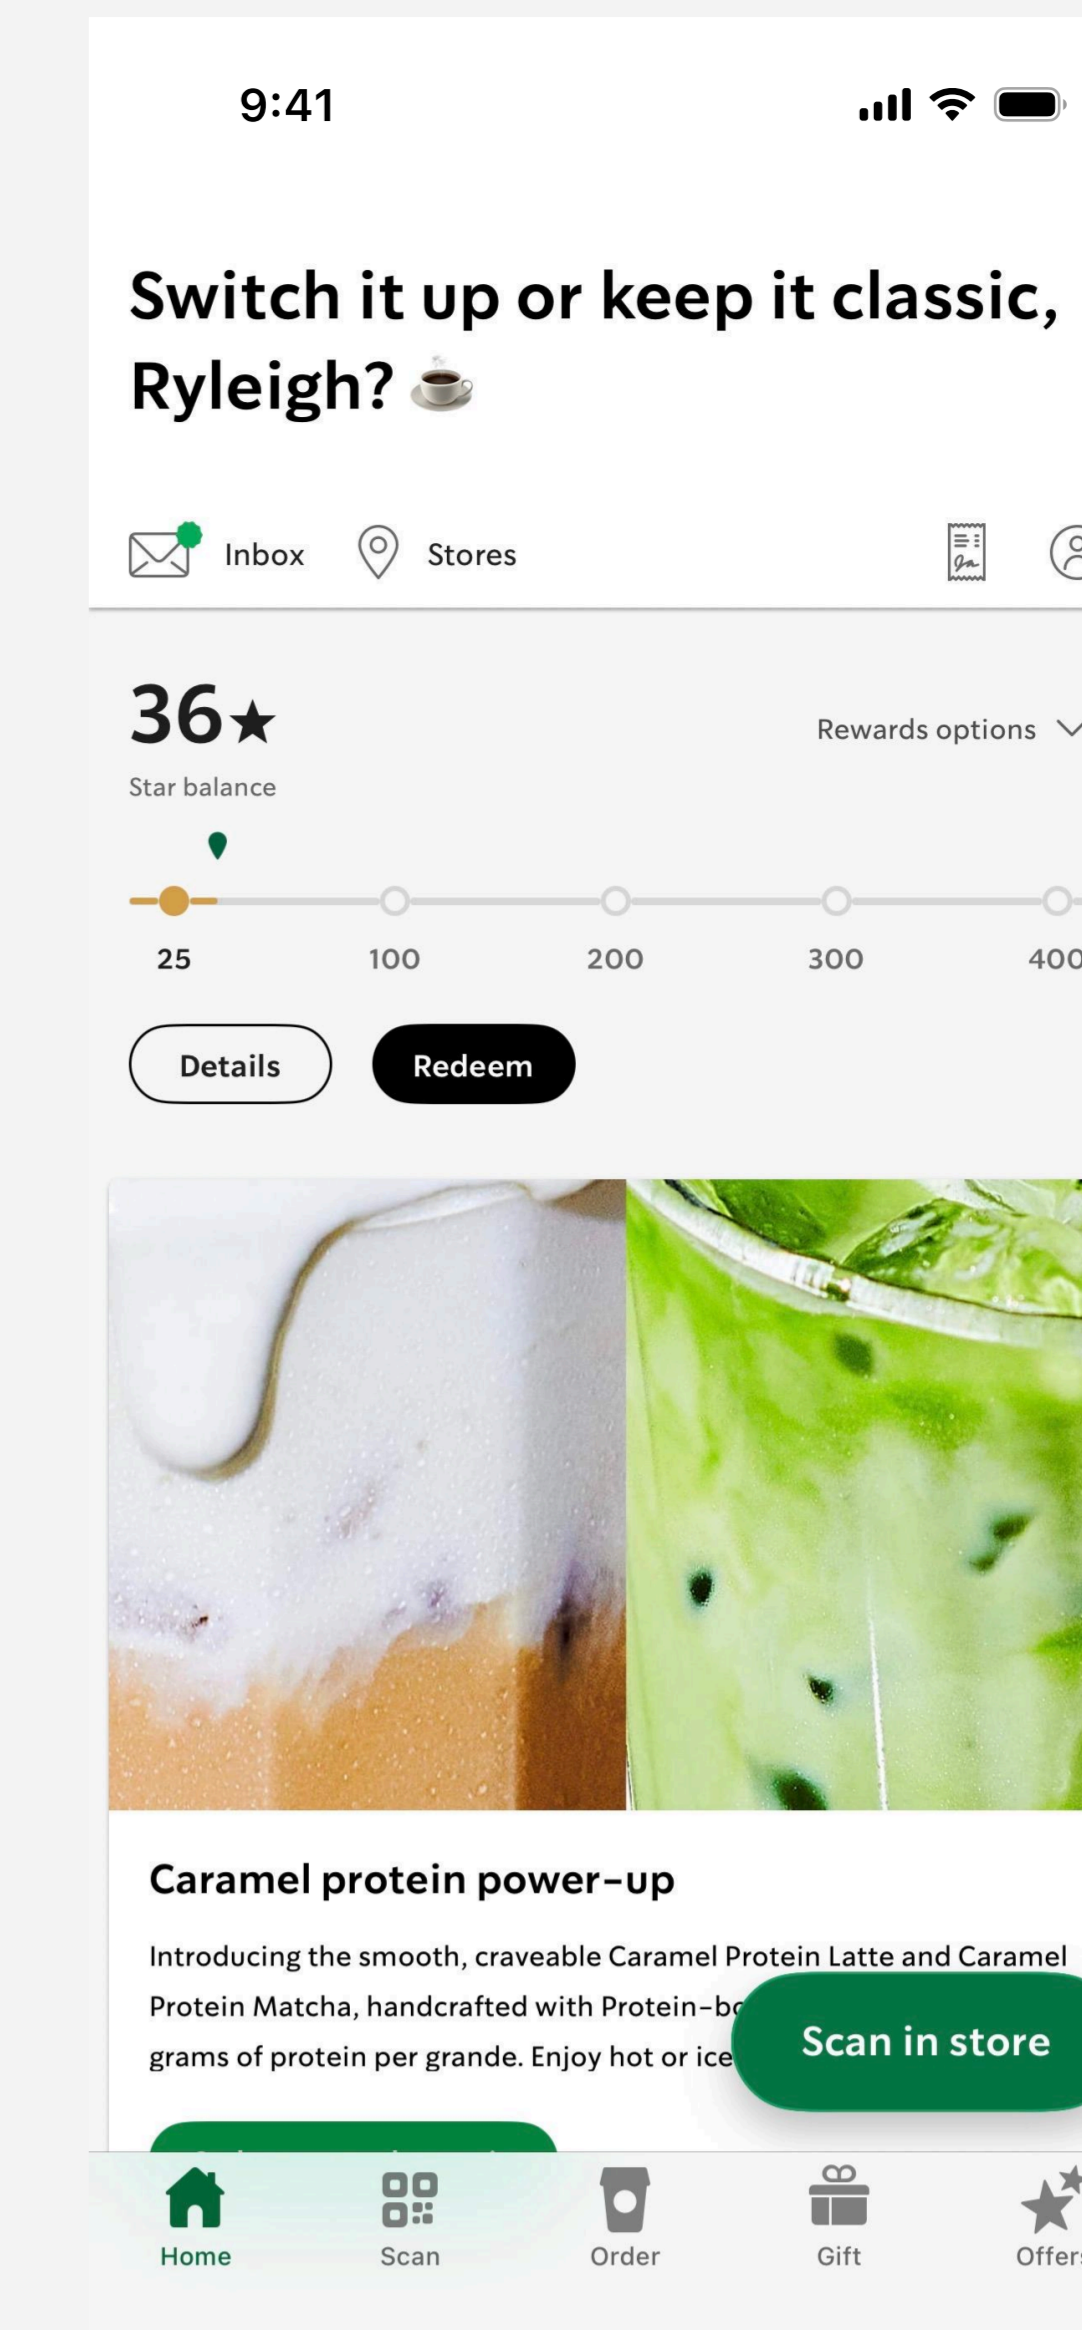 9:41
Switch it up or keep it classic,
Ryleigh?
Inbox
Stores
36
Rewards options
Star balance
25
100
200
300
400
Details
Redeem
Caramel protein power-up
Introducing the smooth, craveable Caramel Protein Latte and Caramel
Protein Matcha, handcrafted with
grams of protein per grande. Enjoy hot or
Scan in store
Home
Scan
Order
Gift